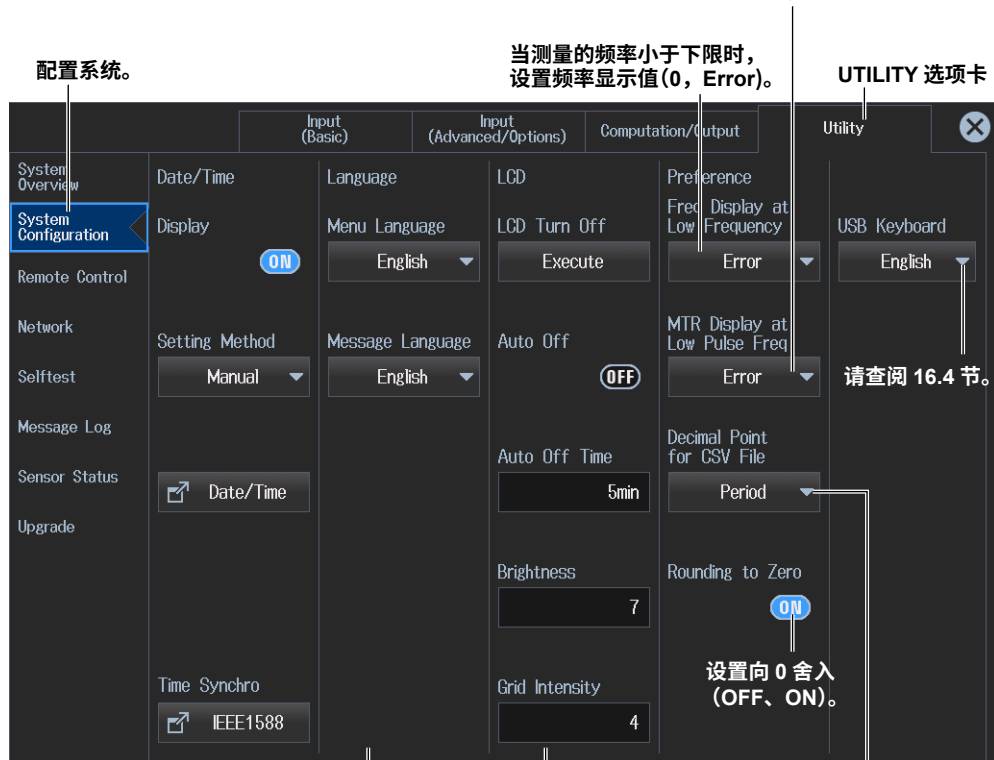 当测量的频率小于下限时，
设置频率显示值（0，Error）。
配置系统。
UTILITY 选项卡
Input
(Basic)
Input
(Advanced/Options)
Computation/Output
Utility
System
Overview
System
Configuration
Remote Control
Network
Selftest
Message Log
Sensor Status
Upgrade
Date/Time
Display
ON
Setting Method
Manual
Date/Time
Time Synchro
IEEE1588
Language
Menu Language
English
Message Language
English
LCD
LCD Turn Off
Execute
Auto Off
OFF
Auto Off Time
5min
Brightness
7
Grid Intensity
4
Preference
Freq Display at
Low Frequency
Error
MTR Display at
Low Pulse Freq
Error
Decimal Point
for CSV File
Period
Rounding to Zero
ON
设置向 0 舍入
（OFF、ON）。
USB Keyboard
English
请查阅 16.4 节。